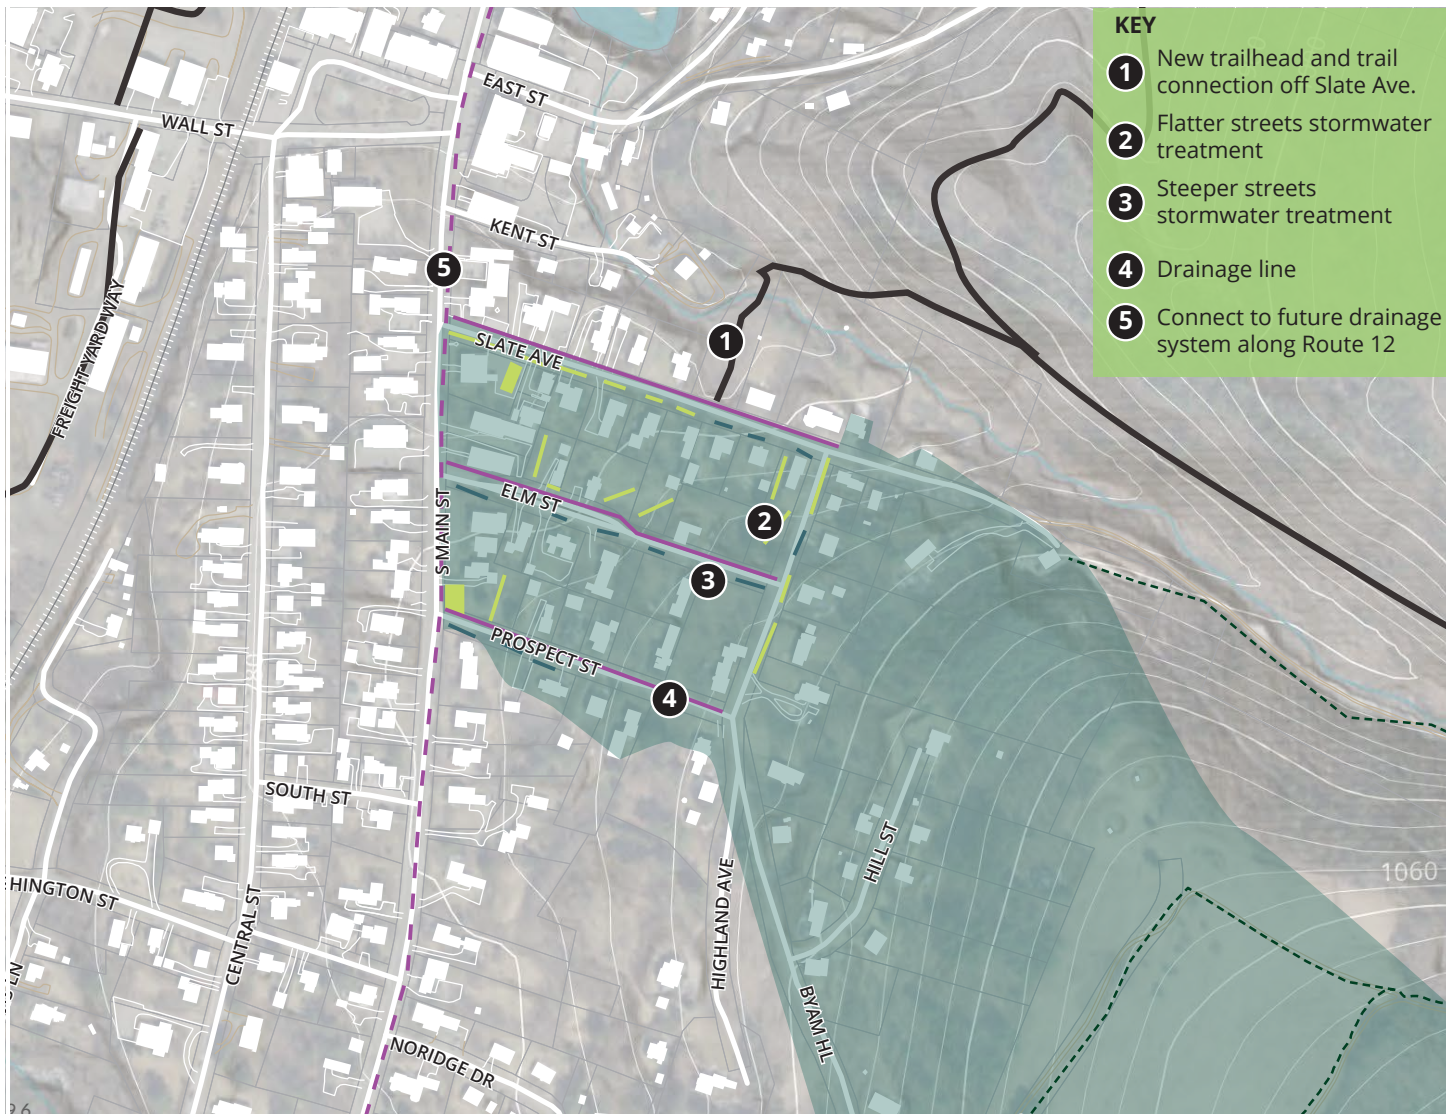 KEY
1 New trailhead and trail
connection off Slate Ave.
2 Flatter streets stormwater
treatment
3 Steeper streets
stormwater treatment
4 Drainage line
5 Connect to future drainage
system along Route 12
EAST ST
WALL ST
KENT ST
5
FREIGHT YARD WAY
1
SLATE AVE
S MAIN ST
ELM ST
2
3
PROSPECT ST
4
SOUTH ST
HILL ST
1060
HINGTON ST
CENTRAL ST
HIGHLAND AVE
LN
BYAM HL
NORIDGE DR